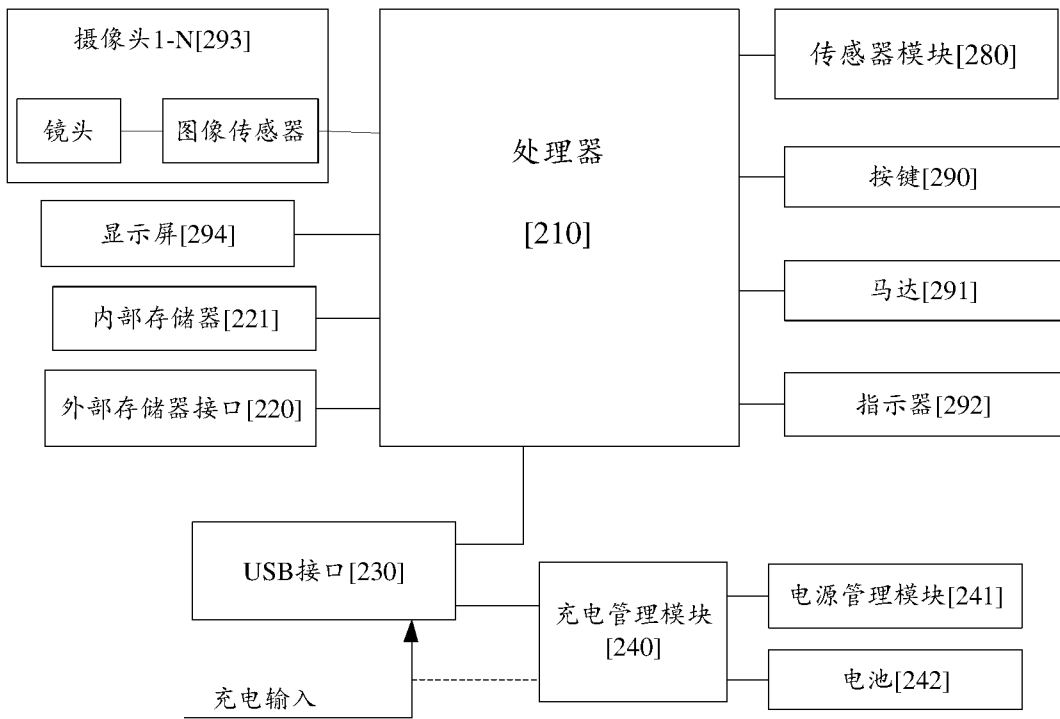 摄像头1-N[293]
镜头
图像传感器
显示屏[294]
内部存储器[221]
外部存储器接口[220]
处理器
[210]
传感器模块[280]
按键[290]
马达[291]
指示器[292]
USB接口[230]
充电管理模块
[240]
电源管理模块[241]
电池[242]
充电输入